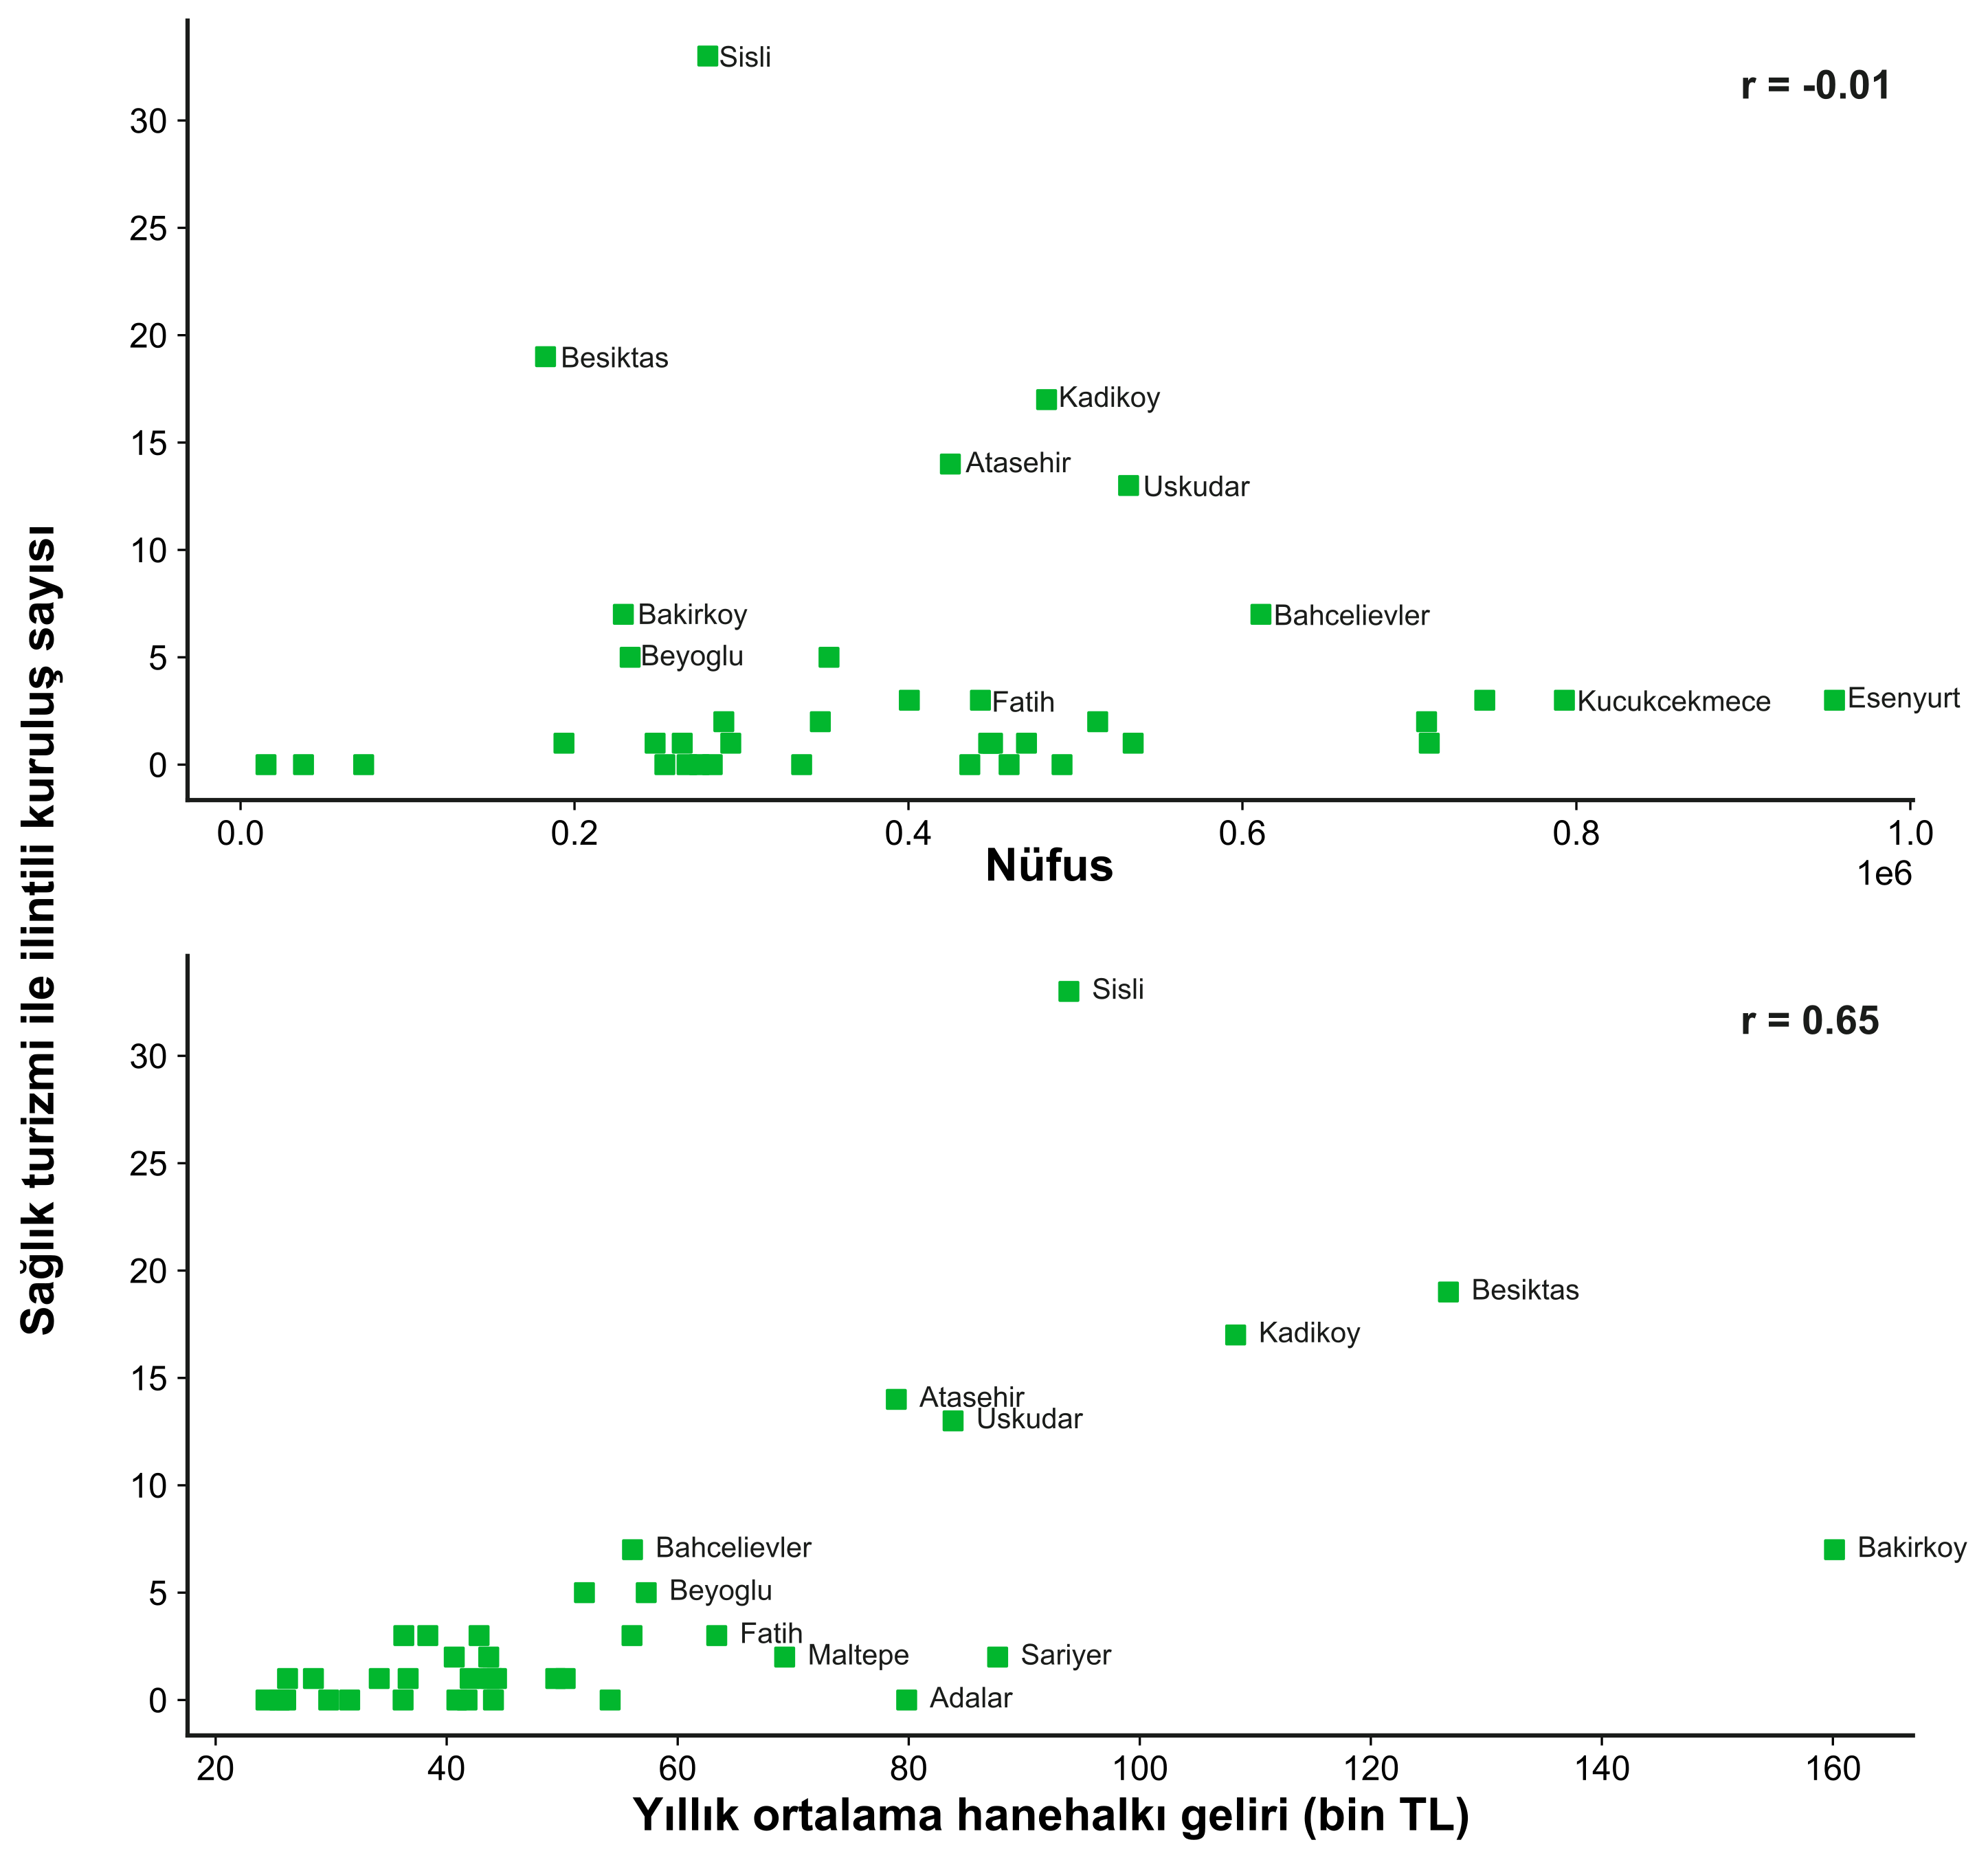 Sağlık turizmi ile ilintili kuruluş sayısı
r = -0.01
30
25
20
15
10
5
0
Sisli
Besiktas
Kadikoy
Atasehir
Uskudar
Bakirkoy
Bahcelievler
Beyoglu
Fatih
Kucukcekmece
Esenyurt
0.0 0.2 0.4 0.6 0.8 1.0
1e6
Nüfus
r = 0.65
30
25
20
15
10
5
0
Sisli
Besiktas
Kadikoy
Atasehir
Uskudar
Bahcelievler
Bakirkoy
Beyoglu
Fatih
Maltepe
Sariyer
Adalar
20 40 60 80 100 120 140 160
Yıllık ortalama hanehalkı geliri (bin TL)